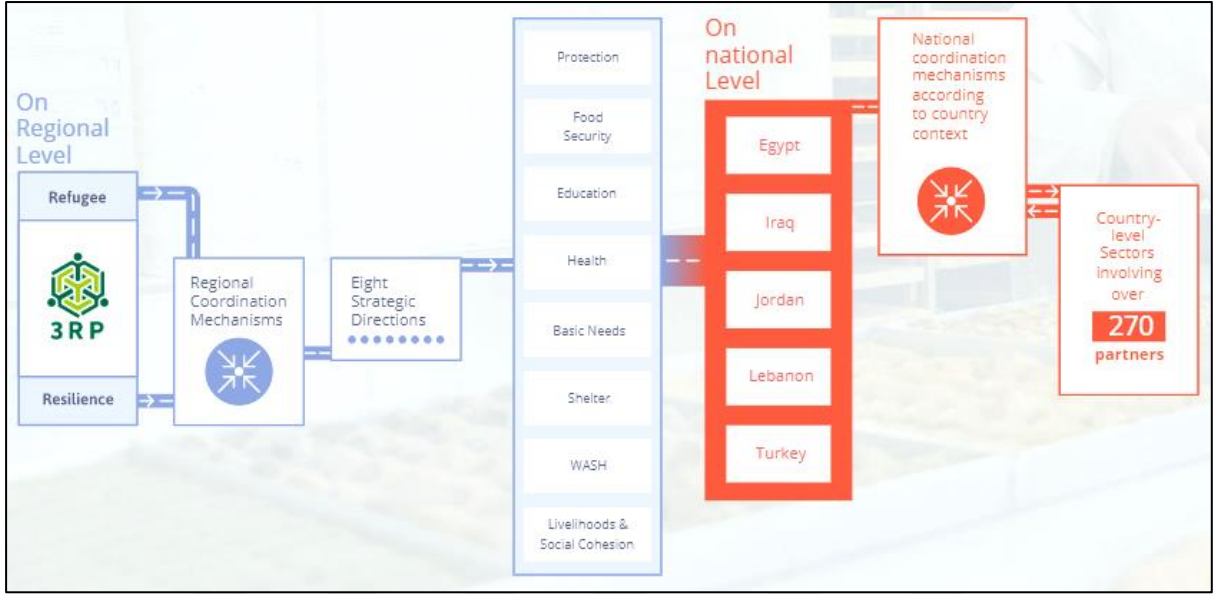 On
Regional
Level
Refugee
3RP
Resilience
Regional
Coordination
Mechanisms
Eight
Strategic
Directions
Protection
Food
Security
Education
Health
Basic Needs
Shelter
WASH
Livelihoods &
Social Cohesion
On
national
Level
Egypt
Iraq
Jordan
Lebanon
Turkey
National
coordination
mechanisms
according
to country
context
Country-
level
Sectors
involving
over
270
partners